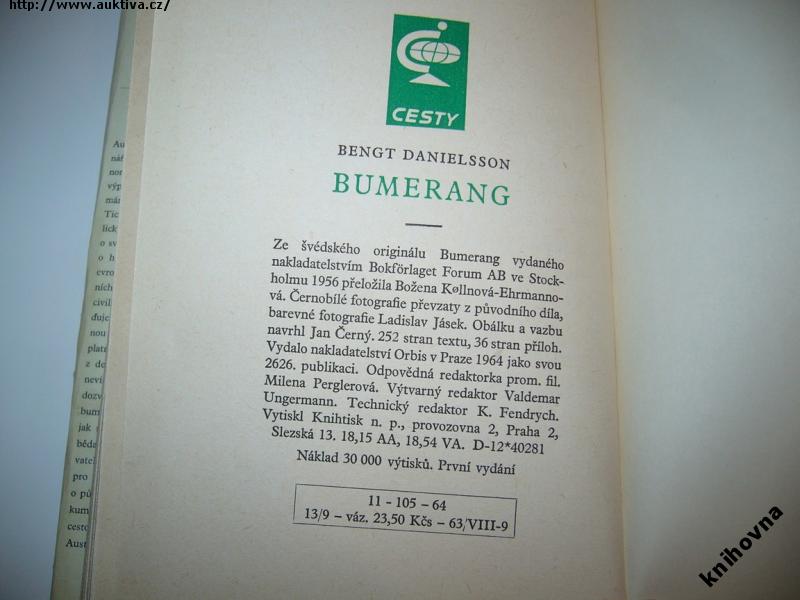 http://www.auktiva.cz/
CESTY
BENGT DANIELSSON
BUMERANG
Ze švédského originálu Bumerang vydaného
nakladatelstvím Bokförlaget Forum AB ve Stock-
holmu 1956 přeložila Božena Køllnová-Ehrmanno-
vá. Černobílé fotografie převzaty z původního díla,
barevné fotografie Ladislav Jásek. Obálku a vazbu
navrhl Jan Černý. 252 stran textu, 36 stran příloh.
Vydalo nakladatelství Orbis v Praze 1964 jako svou
2626. publikaci. Odpovědná redaktorka prom. fil.
Milena Perglerová. Výtvarný redaktor Valdemar
Ungermann. Technický redaktor K. Fendrych.
Vytiskl Knihtisk n. p., provozovna 2, Praha 2,
Slezská 13. 18,15 AA, 18,54 VA. D-12*40281
Náklad 30 000 výtisků. První vydání
11 - 105 - 64
13/9 – váz. 23,50 Kčs – 63/VIII-9
knihovna